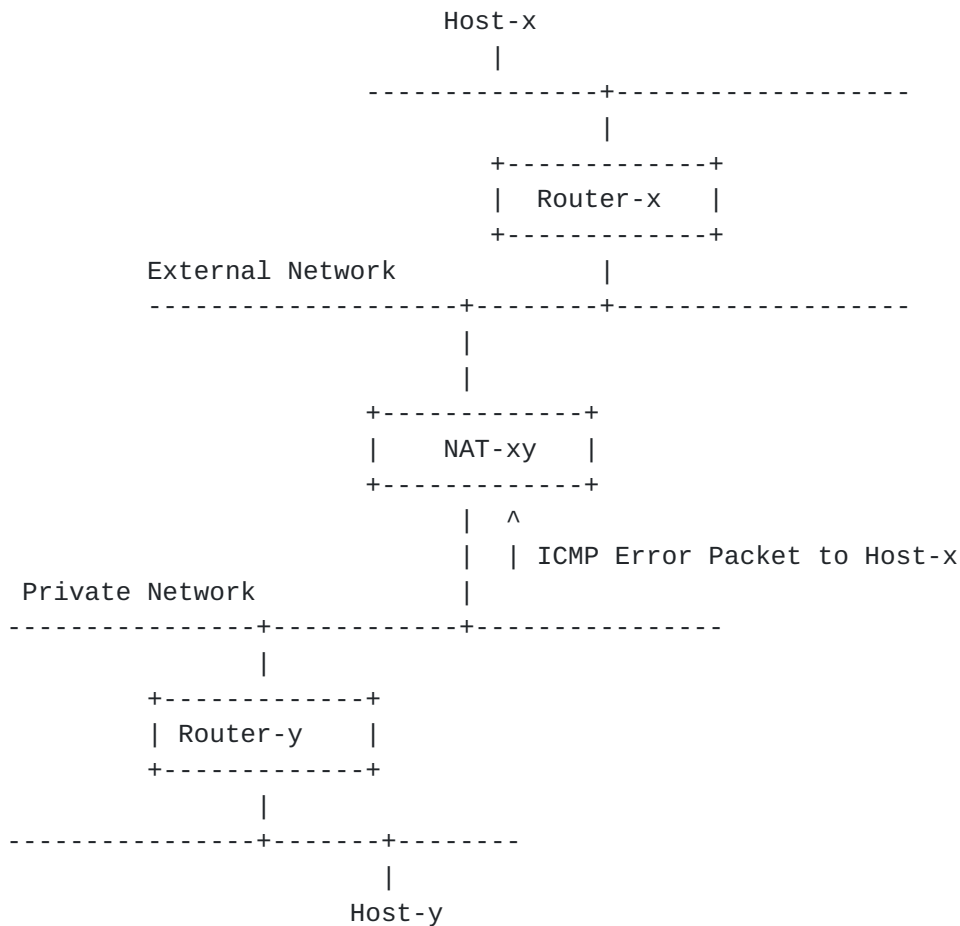 Host-x
|
---------------+-------------------
|
+-------------+
| Router-x |
+-------------+
External Network |
--------------------+--------+-------------------
|
|
+-------------+
| NAT-xy |
+-------------+
| ^
| | ICMP Error Packet to Host-x
Private Network |
----------------+------------+----------------
|
+-------------+
| Router-y |
+-------------+
|
----------------+-------+--------
|
Host-y